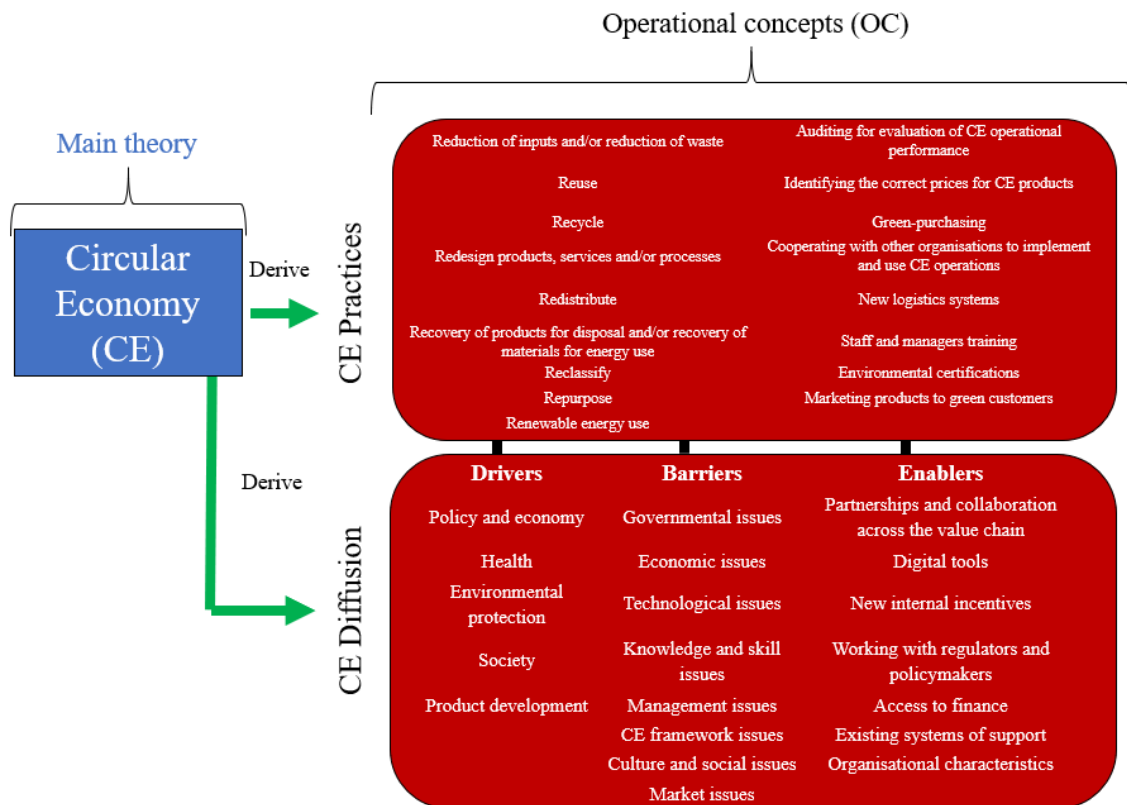 Operational concepts (OC)
Main theory
Circular
Economy
(CE)
Derive
Derive
CE Practices
Reduction of inputs and/or reduction of waste
Reuse
Recycle
Redesign products, services and/or processes
Redistribute
Recovery of products for disposal and/or recovery of
materials for energy use
Reclassify
Repurpose
Renewable energy use
Auditing for evaluation of CE operational
performance
Identifying the correct prices for CE products
Green-purchasing
Cooperating with other organisations to implement
and use CE operations
New logistics systems
Staff and managers training
Environmental certifications
Marketing products to green customers
CE Diffusion
Drivers
Policy and economy
Health
Environmental
protection
Society
Product development
Barriers
Governmental issues
Economic issues
Technological issues
Knowledge and skill
issues
Management issues
CE framework issues
Culture and social issues
Market issues
Enablers
Partnerships and collaboration
across the value chain
Digital tools
New internal incentives
Working with regulators and
policymakers
Access to finance
Existing systems of support
Organisational characteristics